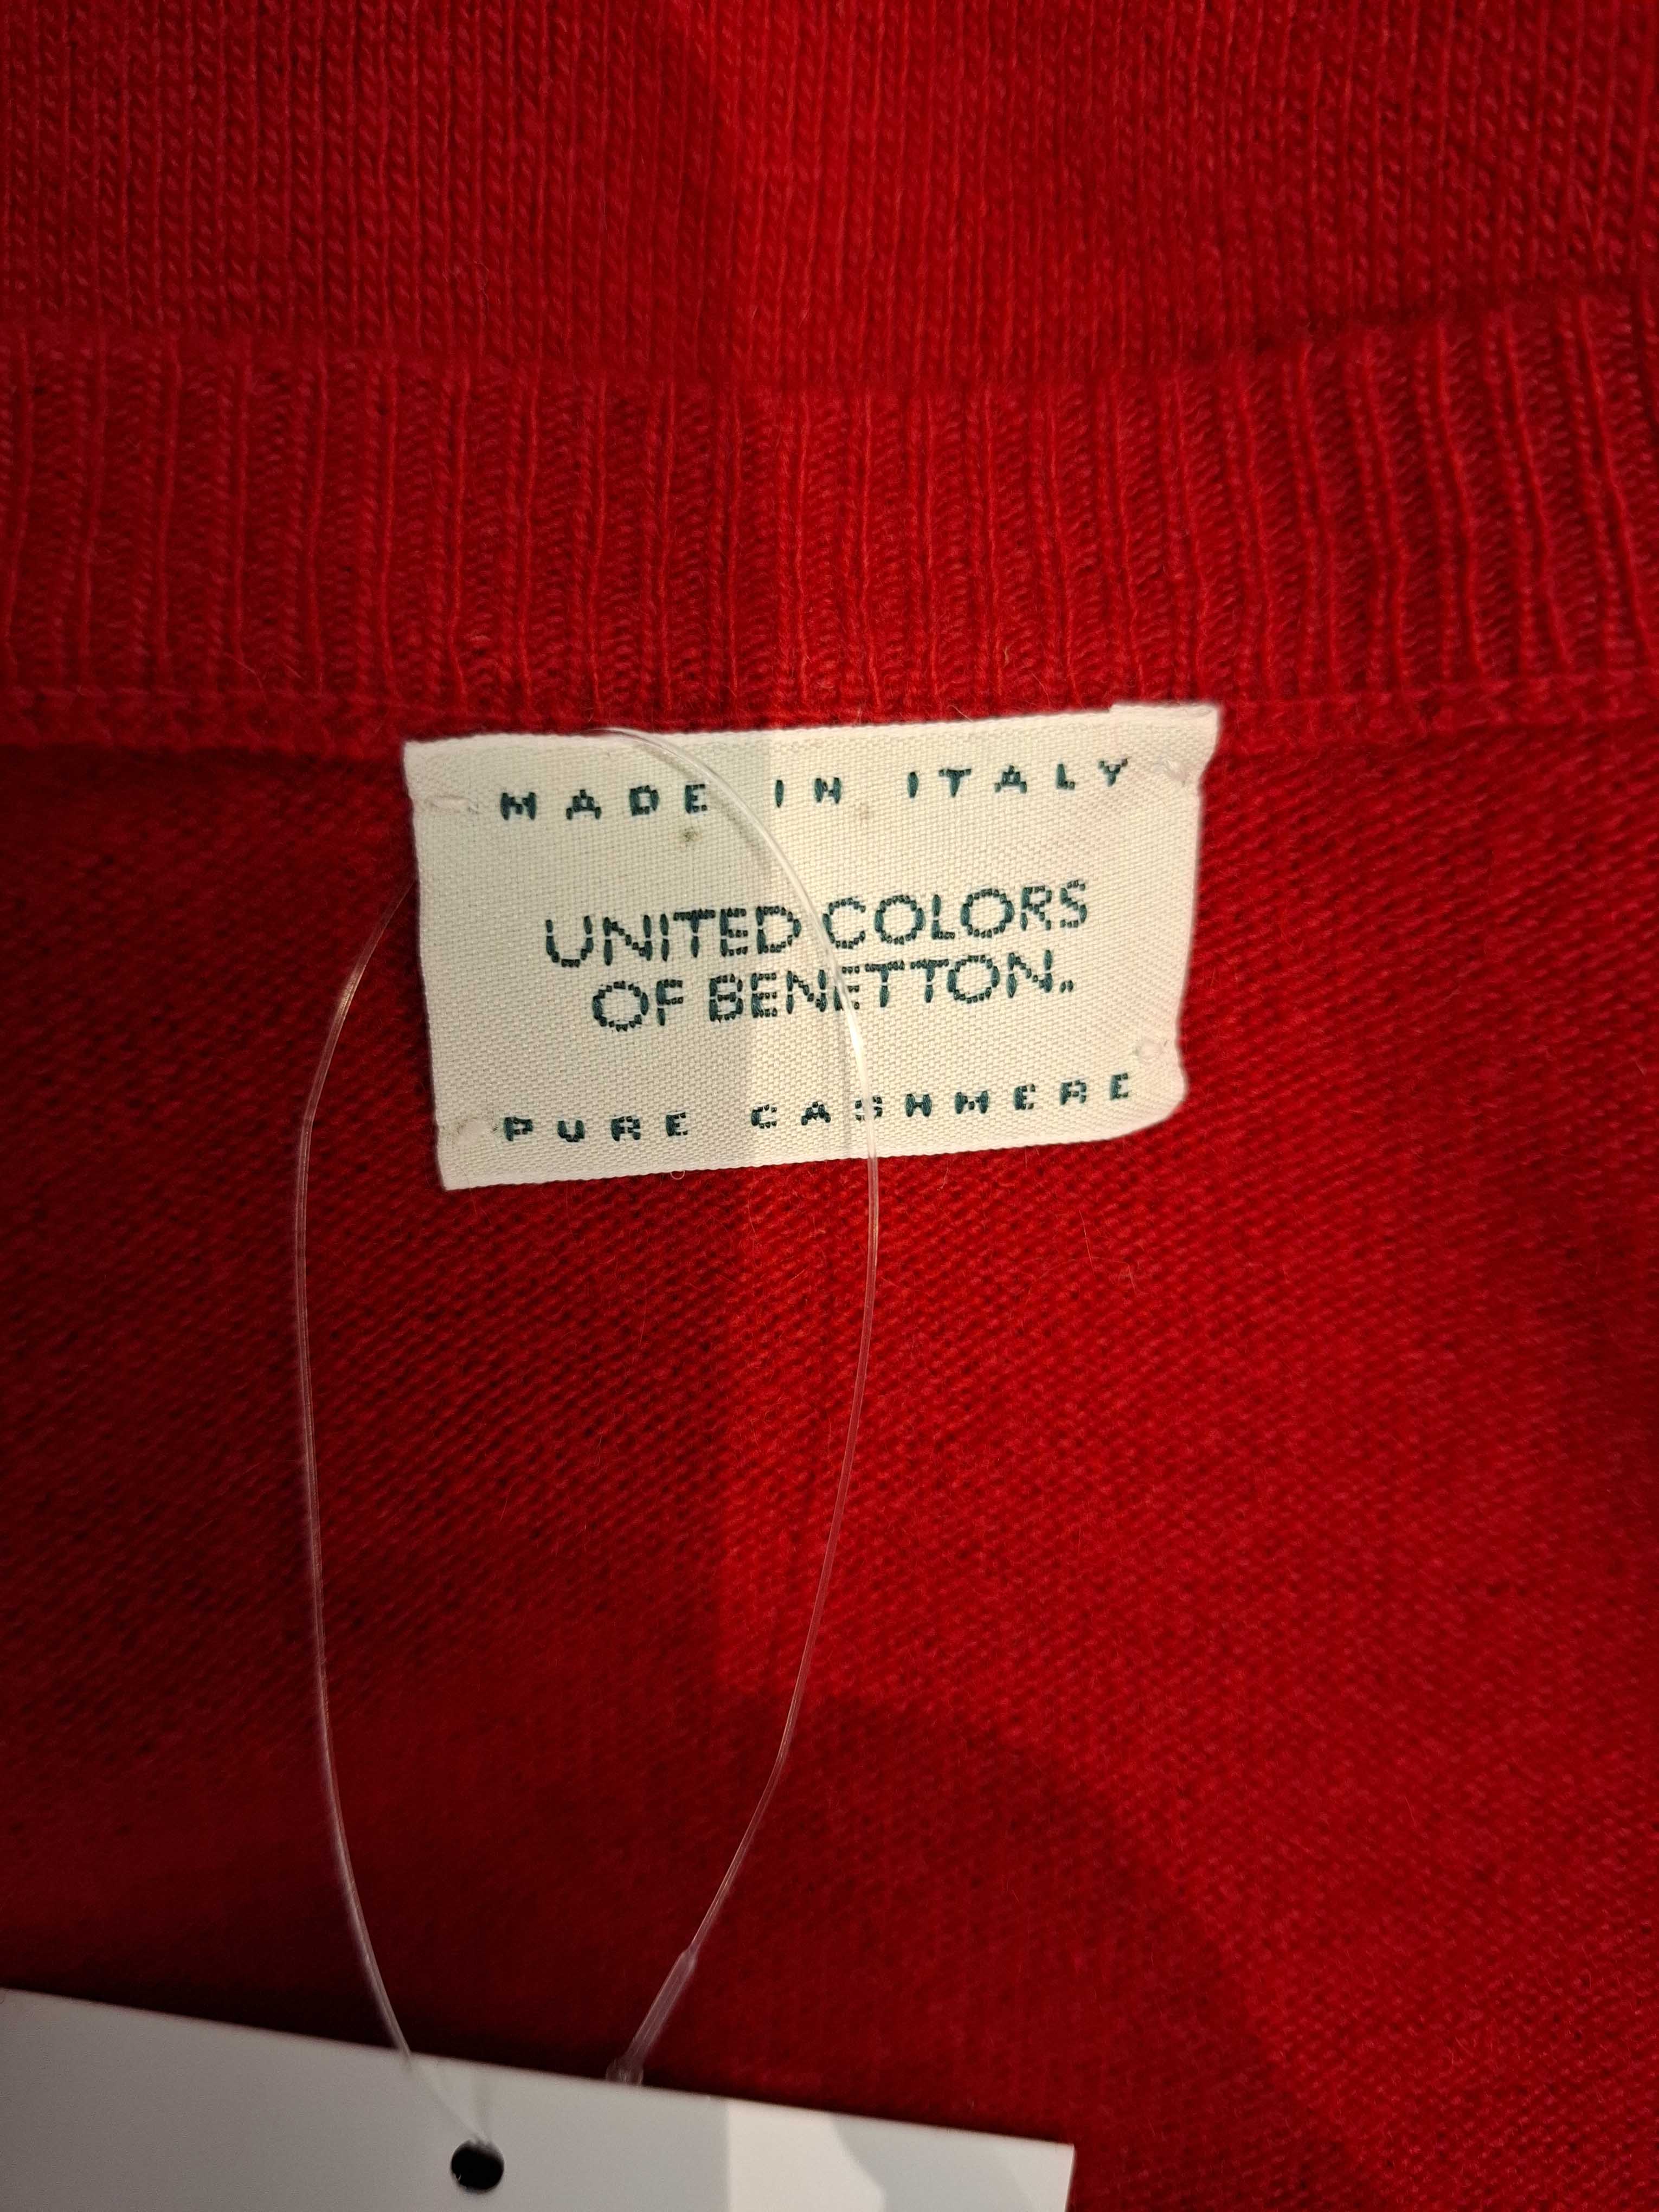 MADE IN ITALY
UNITED COLORS
OF BENETTON.
PURE CASHMERE